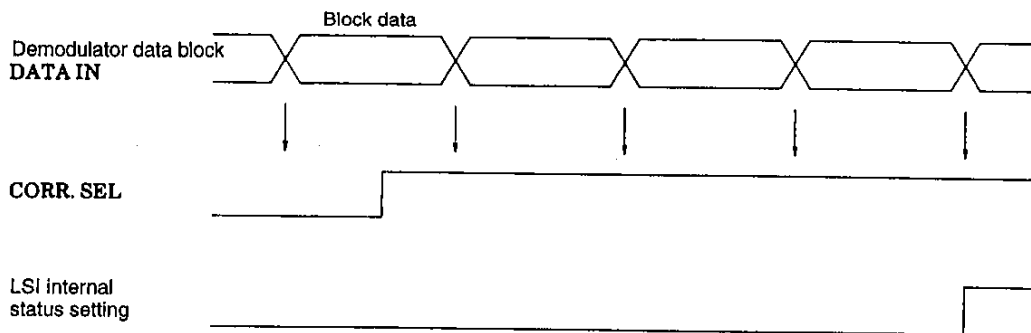 Block data
Demodulator data block
DATA IN
CORR. SEL
LSI internal
status setting